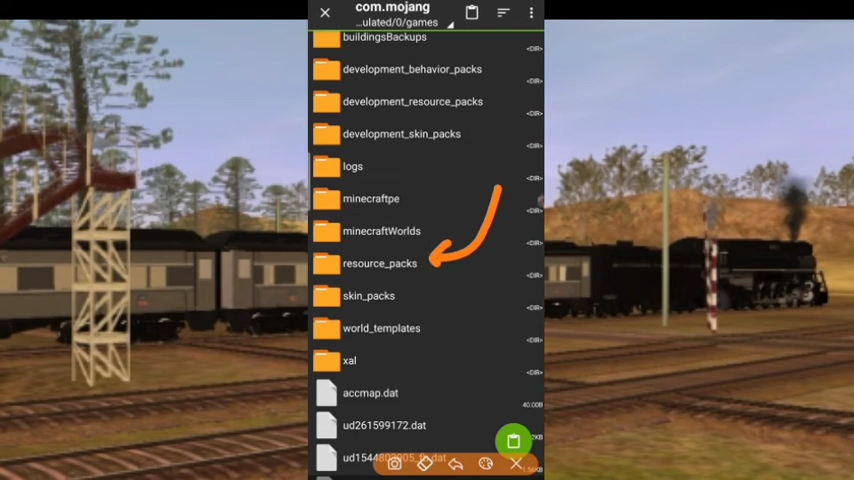 com.mojang
...ulated/0/games
buildingsBackups
<DIR>
development_behavior_packs
<DIR>
development_resource_packs
<DIR>
development_skin_packs
<DIR>
logs
<DIR>
minecraftpe
<DIR>
minecraftWorlds
<DIR>
resource_packs
<DIR>
skin_packs
<DIR>
world_templates
<DIR>
xal
<DIR>
accmap.dat
40.00B
ud261599172.dat